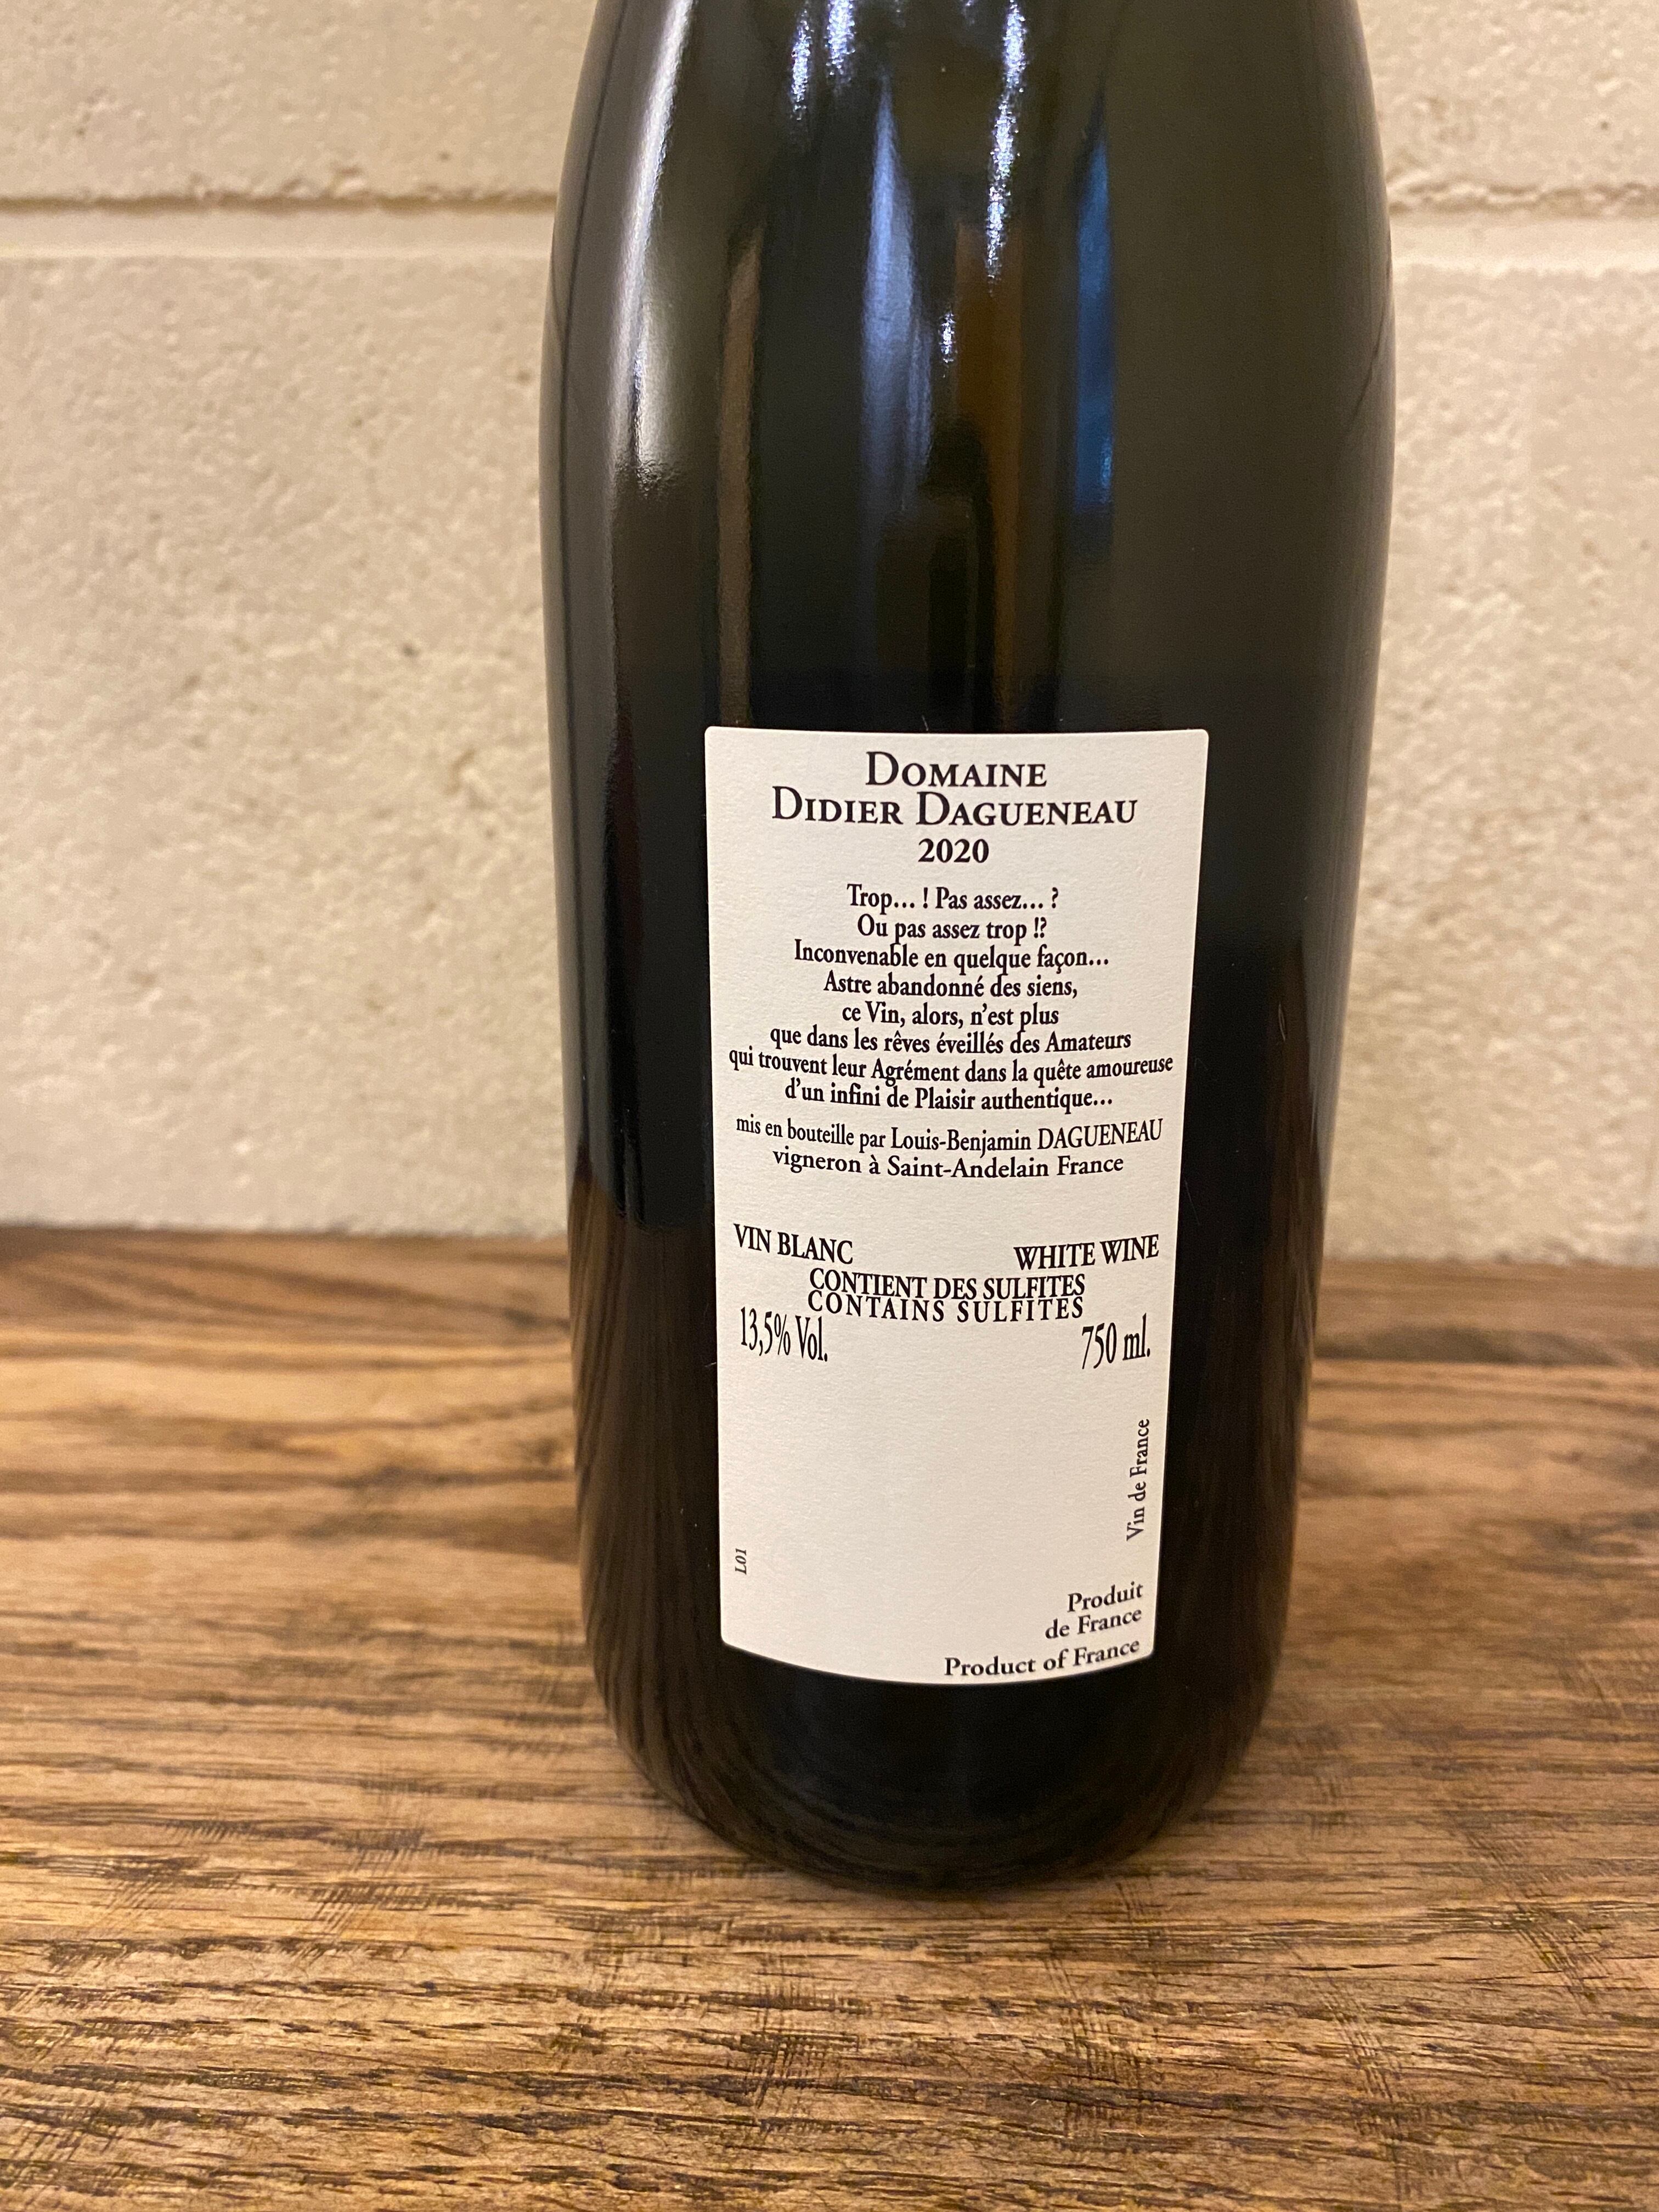 DOMAINE
DIDIER DAGUENEAU
2020
Trop... ! Pas assez... ?
Ou pas assez trop !?
Inconvenable en quelque façon...
Astre abandonné des siens,
ce Vin, alors, n'est plus
que dans les rêves éveillés des Amateurs
qui trouvent leur Agrément dans la quête amoureuse
d'un infini de Plaisir authentique...
mis en bouteille par Louis-Benjamin DAGUENEAU
vigneron à Saint-Andelain France
VIN BLANC WHITE WINE
CONTIENT DES SULFITES
CONTAINS SULFITES
13,5% Vol. 750 ml.
Vin de France
L01
Produit
de France
Product of France